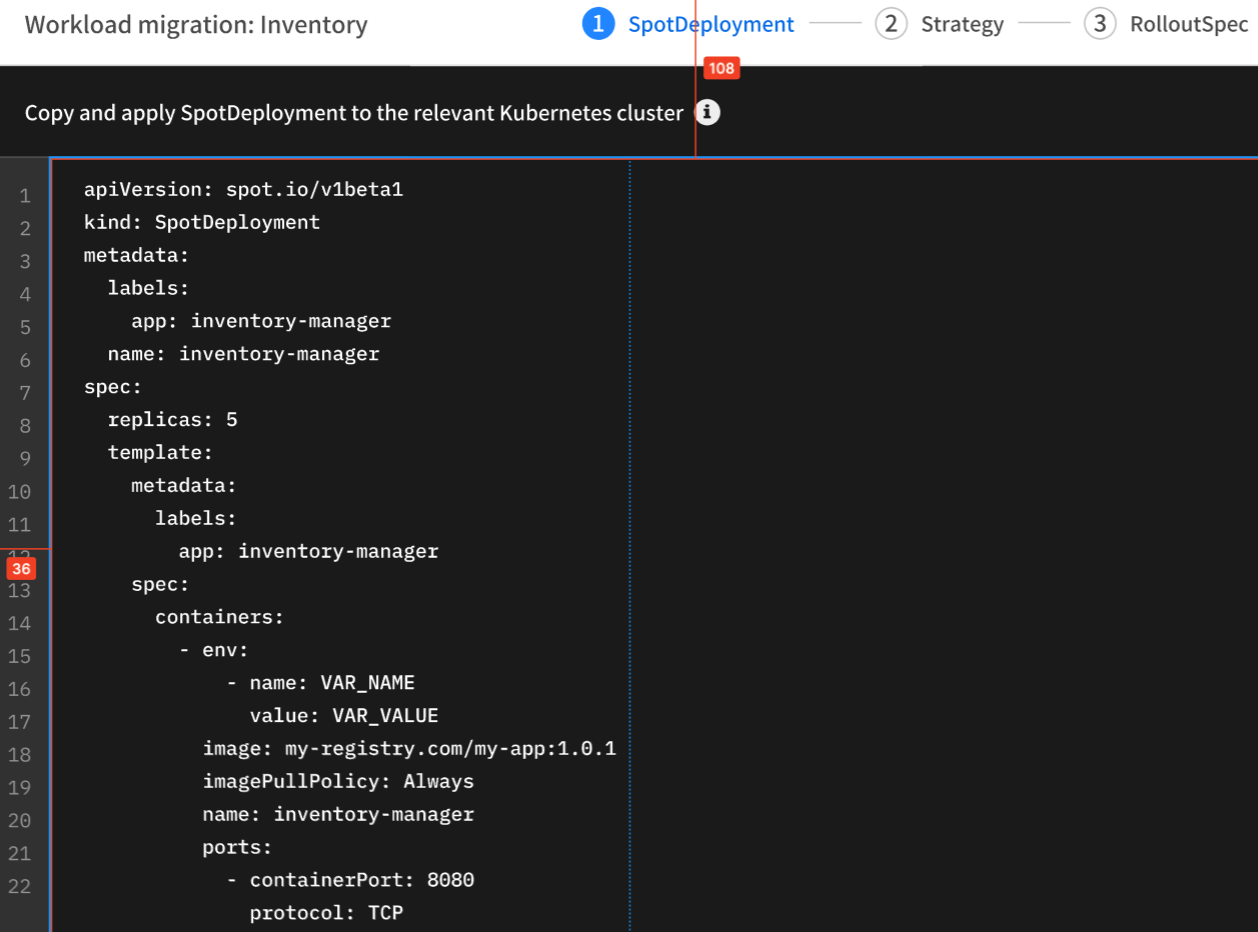 Workload migration: Inventory
1 SpotDeployment 2 Strategy 3 RolloutSpec
108
Copy and apply SpotDeployment to the relevant Kubernetes cluster i
1 apiVersion: spot.io/v1beta1
2 kind: SpotDeployment
3 metadata:
4 labels:
5 app: inventory-manager
6 name: inventory-manager
7 spec:
8 replicas: 5
9 template:
10 metadata:
11 labels:
12 app: inventory-manager
36
13 spec:
14 containers:
15 - env:
16 - name: VAR_NAME
17 value: VAR_VALUE
18 image: my-registry.com/my-app:1.0.1
19 imagePullPolicy: Always
20 name: inventory-manager
21 ports:
22 - containerPort: 8080
protocol: TCP